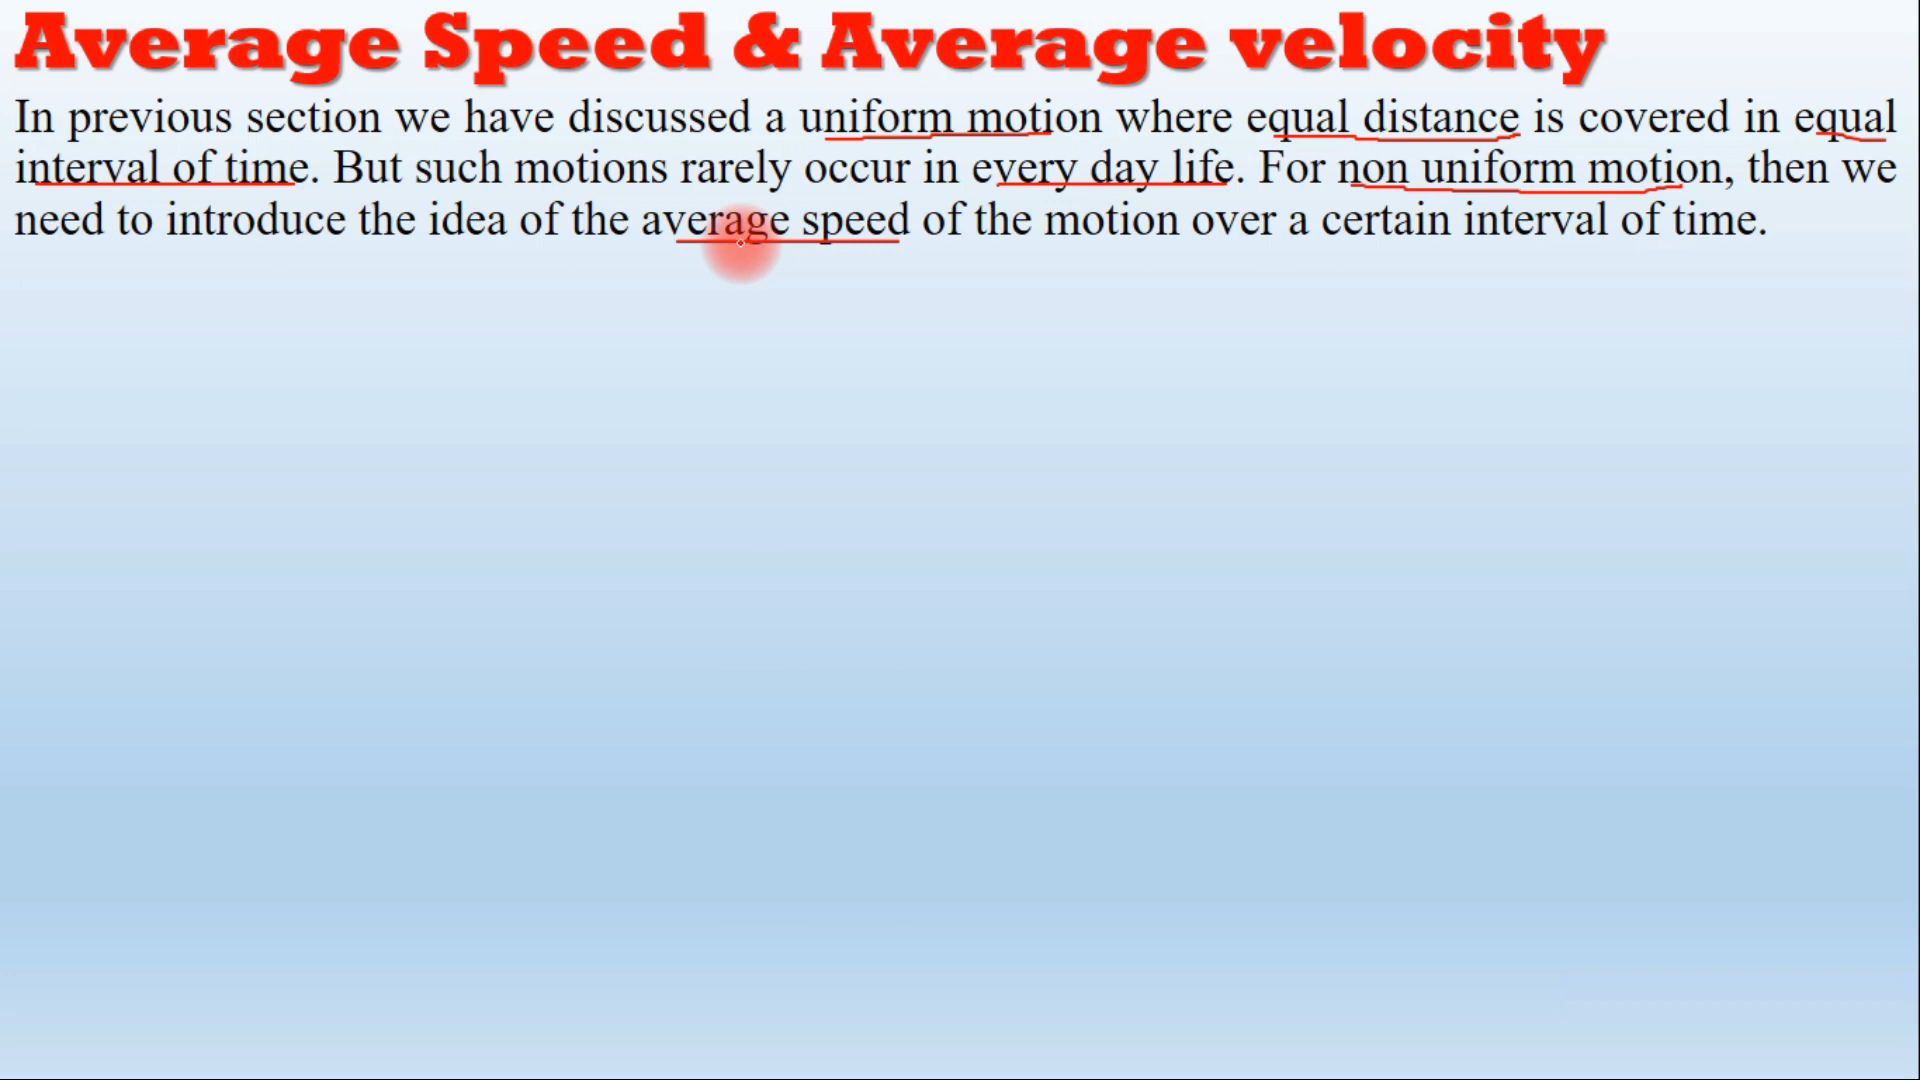 Average Speed & Average velocity
In previous section we have discussed a uniform motion where equal distance is covered in equal
interval of time. But such motions rarely occur in every day life. For non uniform motion, then we
need to introduce the idea of the average speed of the motion over a certain interval of time.